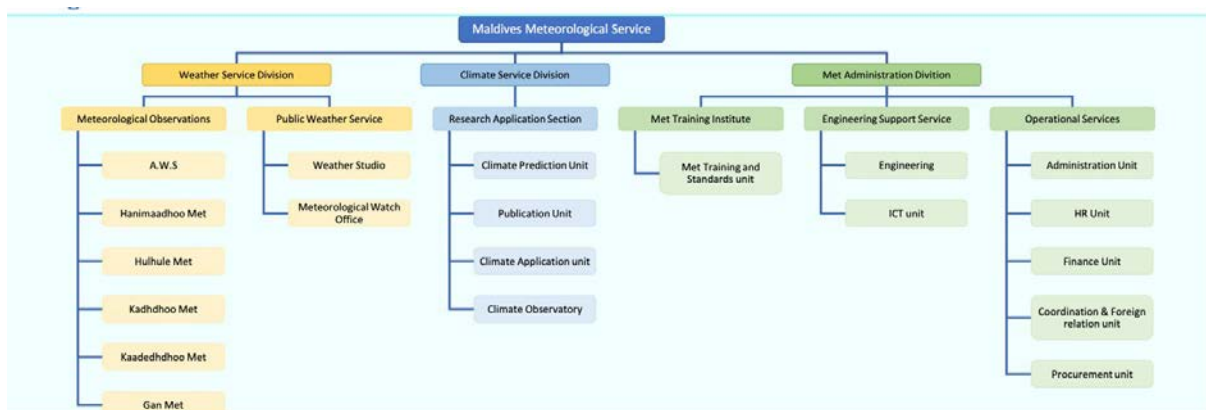 Maldives Meteorological Service
Weather Service Division
Climate Service Division
Met Administration Divition
Meteorological Observations
Public Weather Service
Research Application Section
Met Training Institute
Engineering Support Service
Operational Services
A.W.S
Hanimaadhoo Met
Hulhule Met
Kadhdhoo Met
Kaadedhdhoo Met
Gan Met
Weather Studio
Meteorological Watch
Office
Climate Prediction Unit
Publication Unit
Climate Application unit
Climate Observatory
Met Training and
Standards unit
Engineering
ICT unit
Administration Unit
HR Unit
Finance Unit
Coordination & Foreign
relation unit
Procurement unit